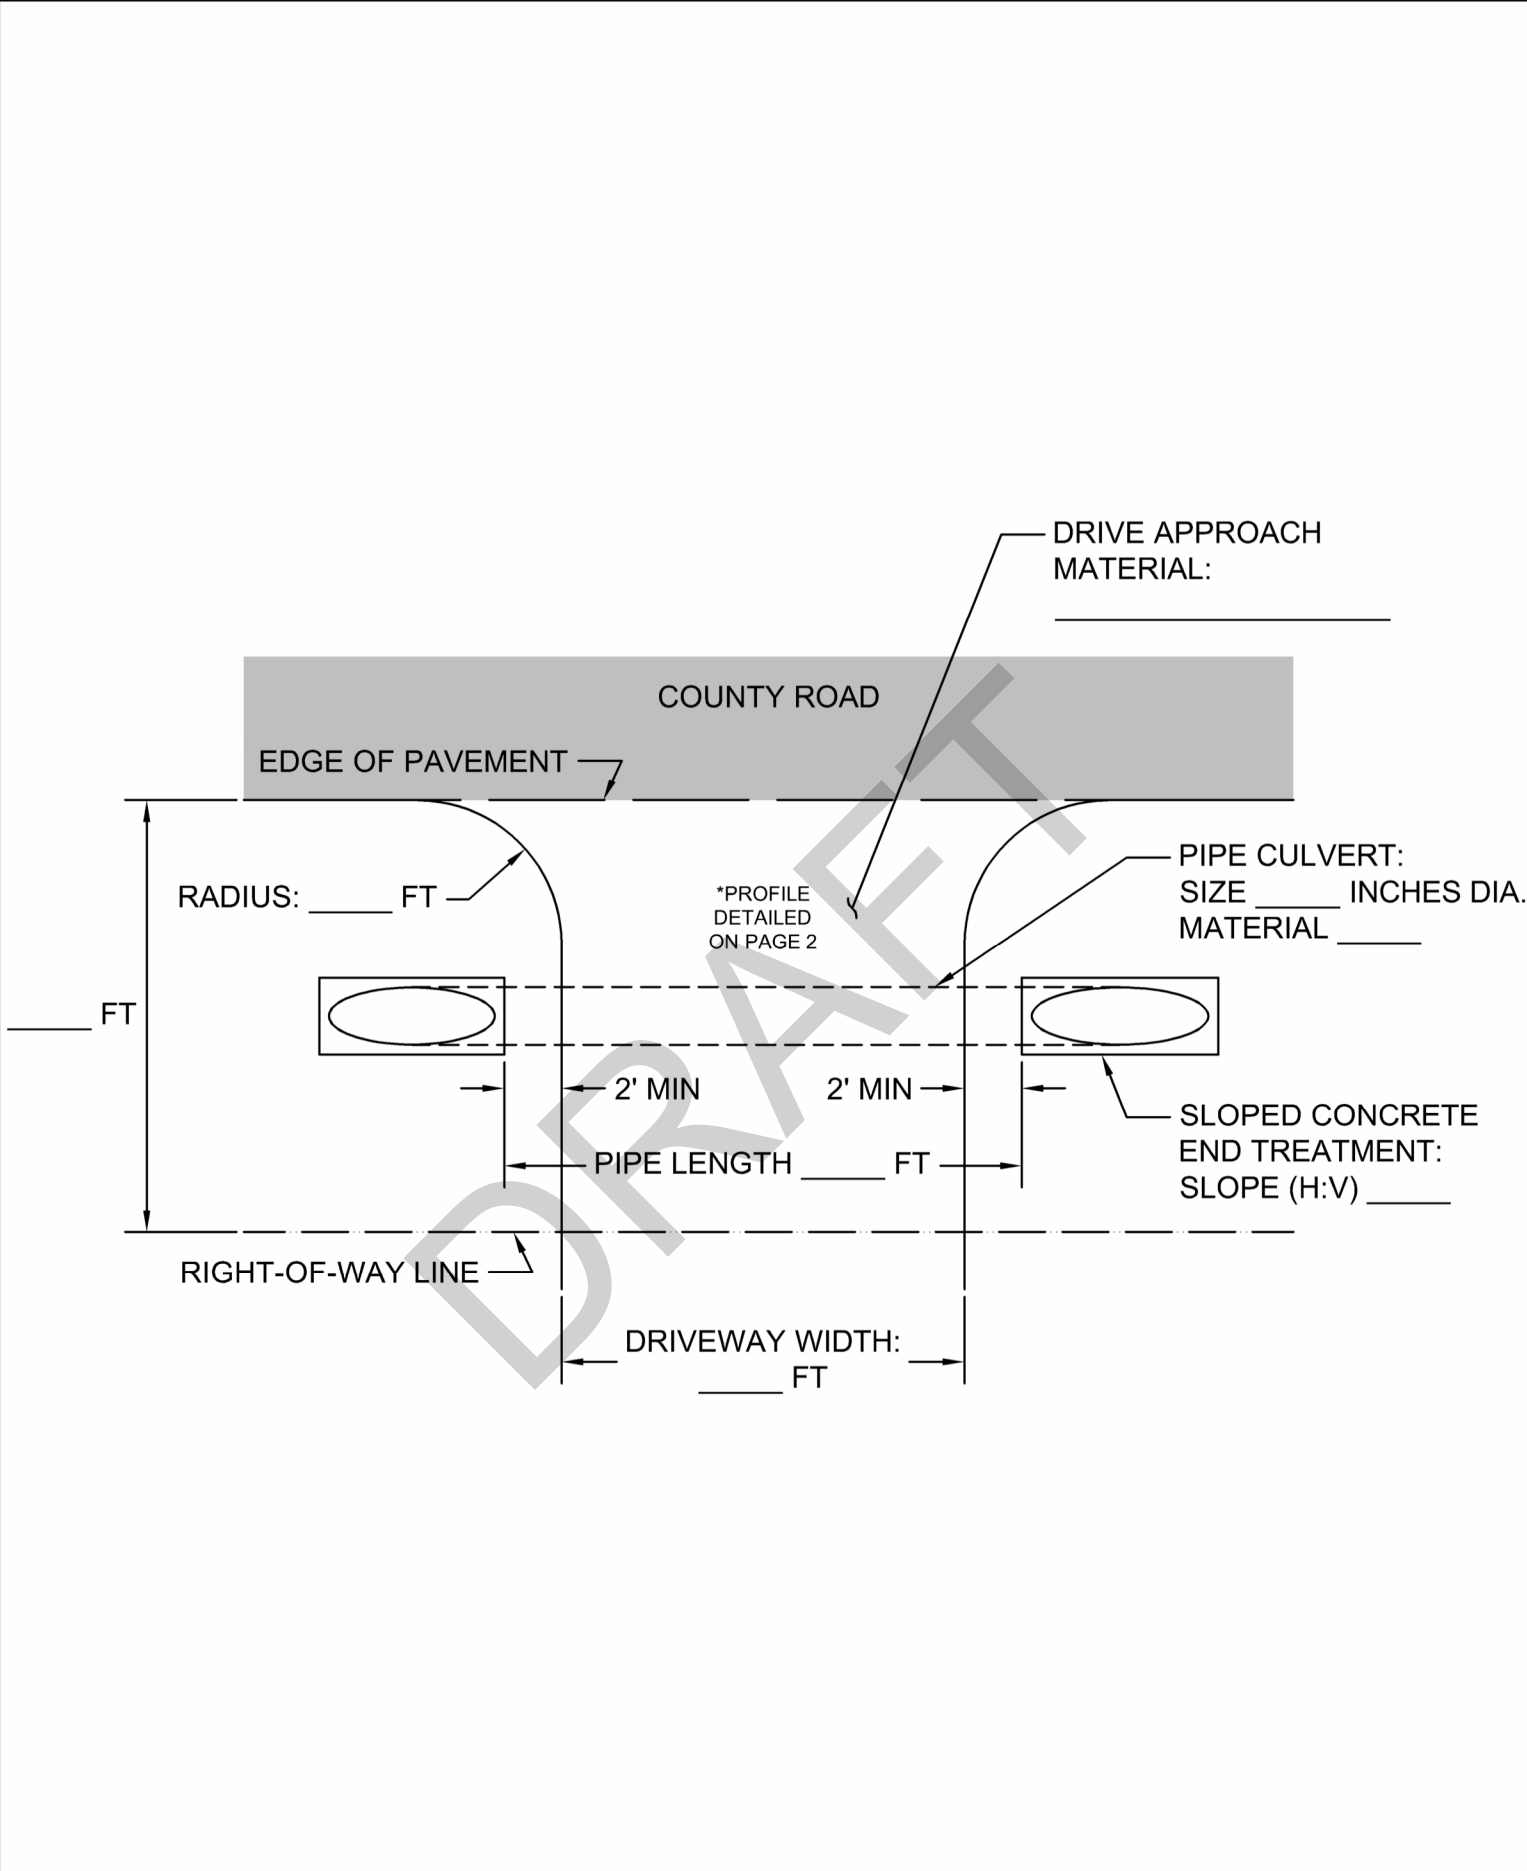 DRIVE APPROACH
MATERIAL:
____________________
COUNTY ROAD
EDGE OF PAVEMENT
RADIUS: _____ FT
*PROFILE
DETAILED
ON PAGE 2
PIPE CULVERT:
SIZE _____ INCHES DIA.
MATERIAL _____
_____ FT
2' MIN
2' MIN
SLOPED CONCRETE
END TREATMENT:
SLOPE (H:V) _____
PIPE LENGTH _____ FT
RIGHT-OF-WAY LINE
DRIVEWAY WIDTH:
_____ FT
DRAFT